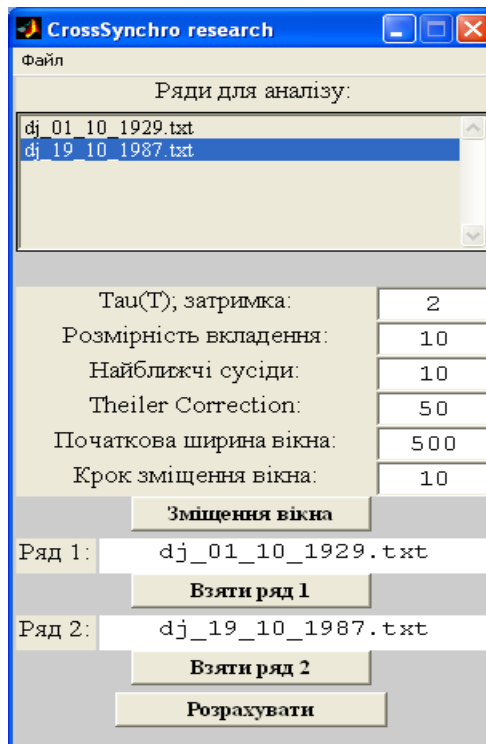 CrossSynchro research
Файл
Ряди для аналізу:
dj_01_10_1929.txt
dj_19_10_1987.txt
Tau(T); затримка: 2
Розмірність вкладення: 10
Найближчі сусіди: 10
Theiler Correction: 50
Початкова ширина вікна: 500
Крок зміщення вікна: 10
Зміщення вікна
Ряд 1: dj_01_10_1929.txt
Взяти ряд 1
Ряд 2: dj_19_10_1987.txt
Взяти ряд 2
Розрахувати